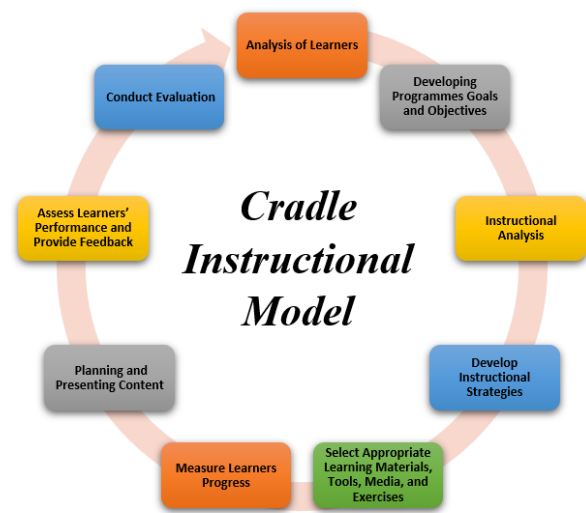 Analysis of Learners
Developing
Programmes Goals
and Objectives
Instructional
Analysis
Develop
Instructional
Strategies
Select Appropriate
Learning Materials,
Tools, Media, and
Exercises
Measure Learners
Progress
Planning and
Presenting Content
Assess Learners’
Performance and
Provide Feedback
Conduct Evaluation
Cradle
Instructional
Model